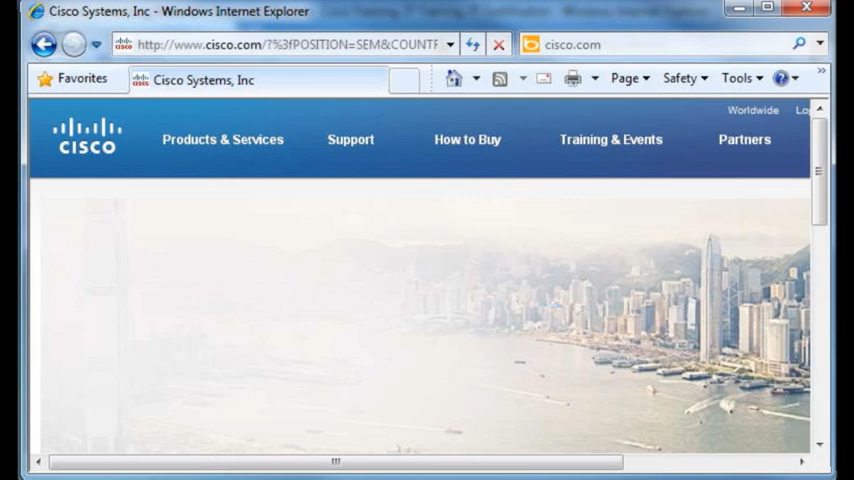 Cisco Systems, Inc - Windows Internet Explorer
http://www.cisco.com/?%3fPOSITION=SEM&COUNTR
cisco.com
Favorites
Cisco Systems, Inc
Page
Safety
Tools
Worldwide
CISCO
Products & Services
Support
How to Buy
Training & Events
Partners